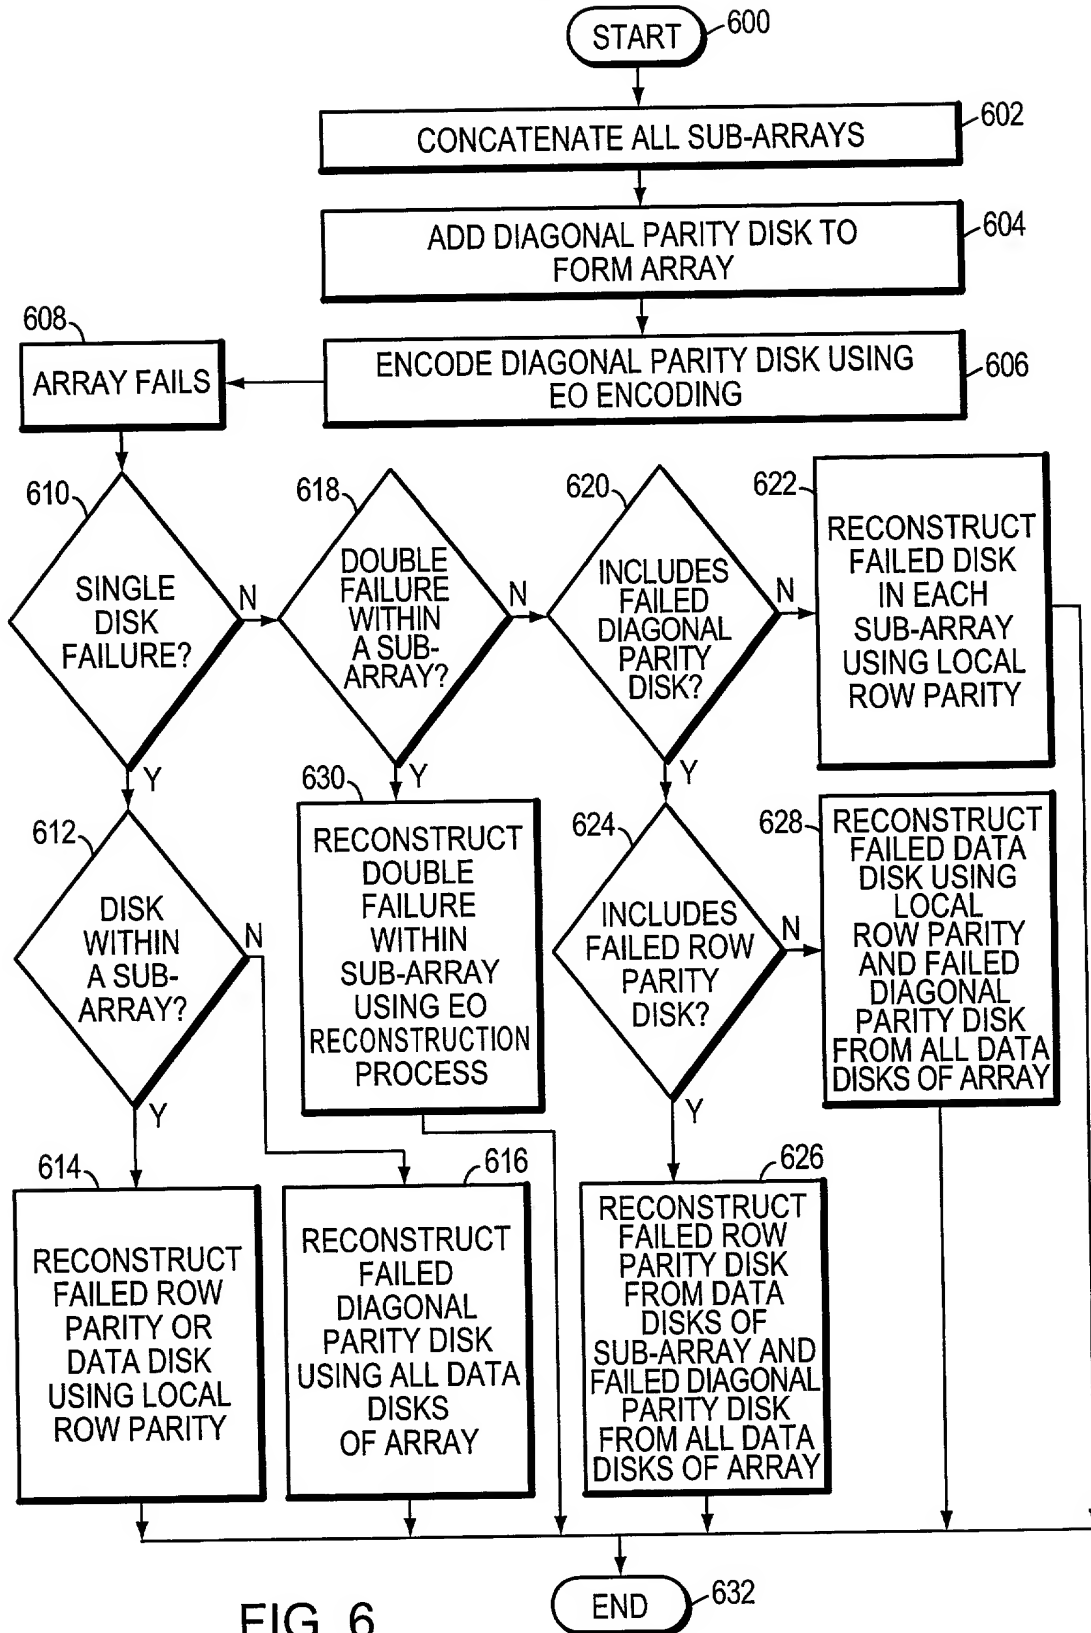 START
600
CONCATENATE ALL SUB-ARRAYS
602
ADD DIAGONAL PARITY DISK TO
FORM ARRAY
604
608
ARRAY FAILS
ENCODE DIAGONAL PARITY DISK USING
EO ENCODING
606
610
SINGLE
DISK
FAILURE?
N
Y
618
DOUBLE
FAILURE
WITHIN
A SUB-
ARRAY?
N
Y
620
INCLUDES
FAILED
DIAGONAL
PARITY
DISK?
N
Y
622
RECONSTRUCT
FAILED DISK
IN EACH
SUB-ARRAY
USING LOCAL
ROW PARITY
612
DISK
WITHIN
A SUB-
ARRAY?
N
Y
630
RECONSTRUCT
DOUBLE
FAILURE
WITHIN
SUB-ARRAY
USING EO
RECONSTRUCTION
PROCESS
624
INCLUDES
FAILED ROW
PARITY
DISK?
N
Y
628
RECONSTRUCT
FAILED DATA
DISK USING
LOCAL
ROW PARITY
AND FAILED
DIAGONAL
PARITY DISK
FROM ALL DATA
DISKS OF ARRAY
614
RECONSTRUCT
FAILED ROW
PARITY OR
DATA DISK
USING LOCAL
ROW PARITY
616
RECONSTRUCT
FAILED
DIAGONAL
PARITY DISK
USING ALL DATA
DISKS
OF ARRAY
626
RECONSTRUCT
FAILED ROW
PARITY DISK
FROM DATA
DISKS OF
SUB-ARRAY AND
FAILED DIAGONAL
PARITY DISK
FROM ALL DATA
DISKS OF ARRAY
END
632
FIG. 6